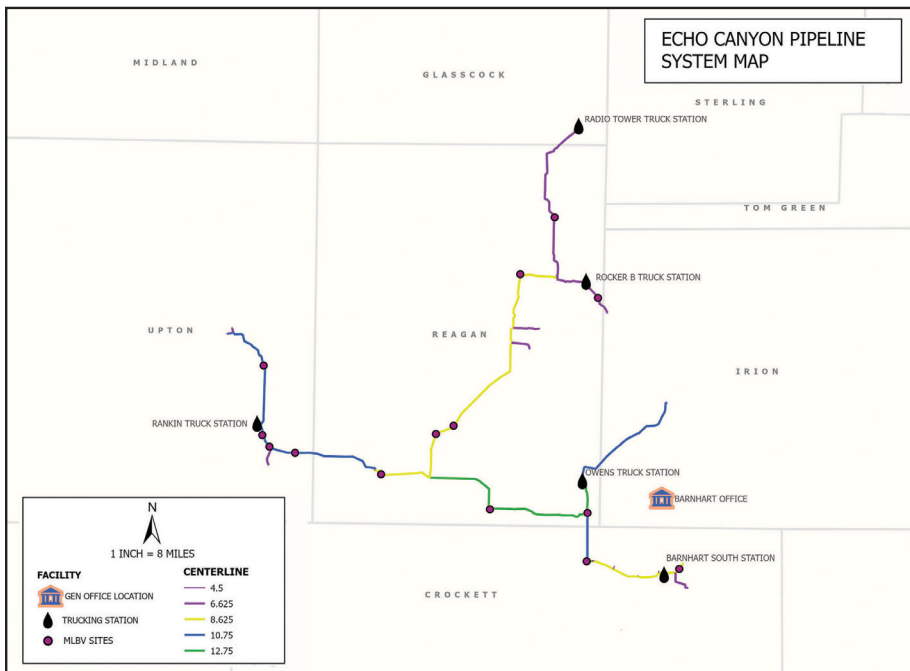 ECHO CANYON PIPELINE
SYSTEM MAP
MIDLAND
GLASSCOCK
STERLING
RADIO TOWER TRUCK STATION
TOM GREEN
ROCKER B TRUCK STATION
UPTON
REAGAN
IRION
RANKIN TRUCK STATION
OWENS TRUCK STATION
BARNHART OFFICE
BARNHART SOUTH STATION
CROCKETT
N
1 INCH = 8 MILES
FACILITY
GEN OFFICE LOCATION
TRUCKING STATION
MLBV SITES
CENTERLINE
4.5
6.625
8.625
10.75
12.75